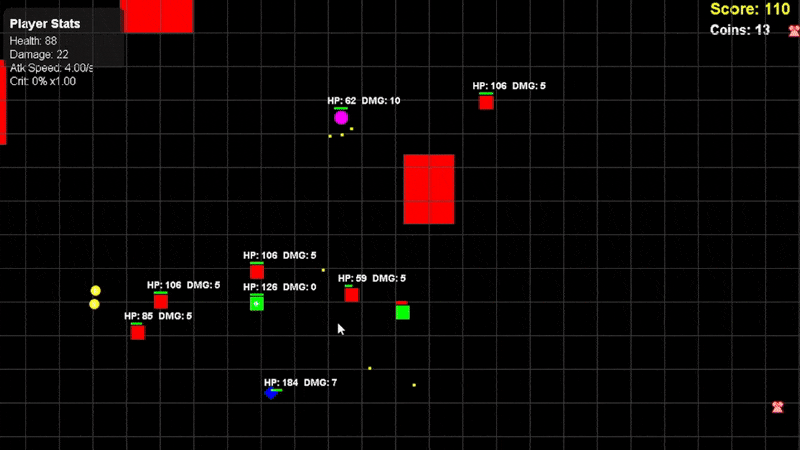 Player Stats
Health: 88
Damage: 22
Atk Speed: 4.00/s
Crit: 0% x1.00
Score: 110
Coins: 13
HP: 106 DMG: 5
HP: 62 DMG: 10
HP: 106 DMG: 5
HP: 59 DMG: 5
HP: 106 DMG: 5
HP: 126 DMG: 0
HP: 85 DMG: 5
HP: 184 DMG: 7